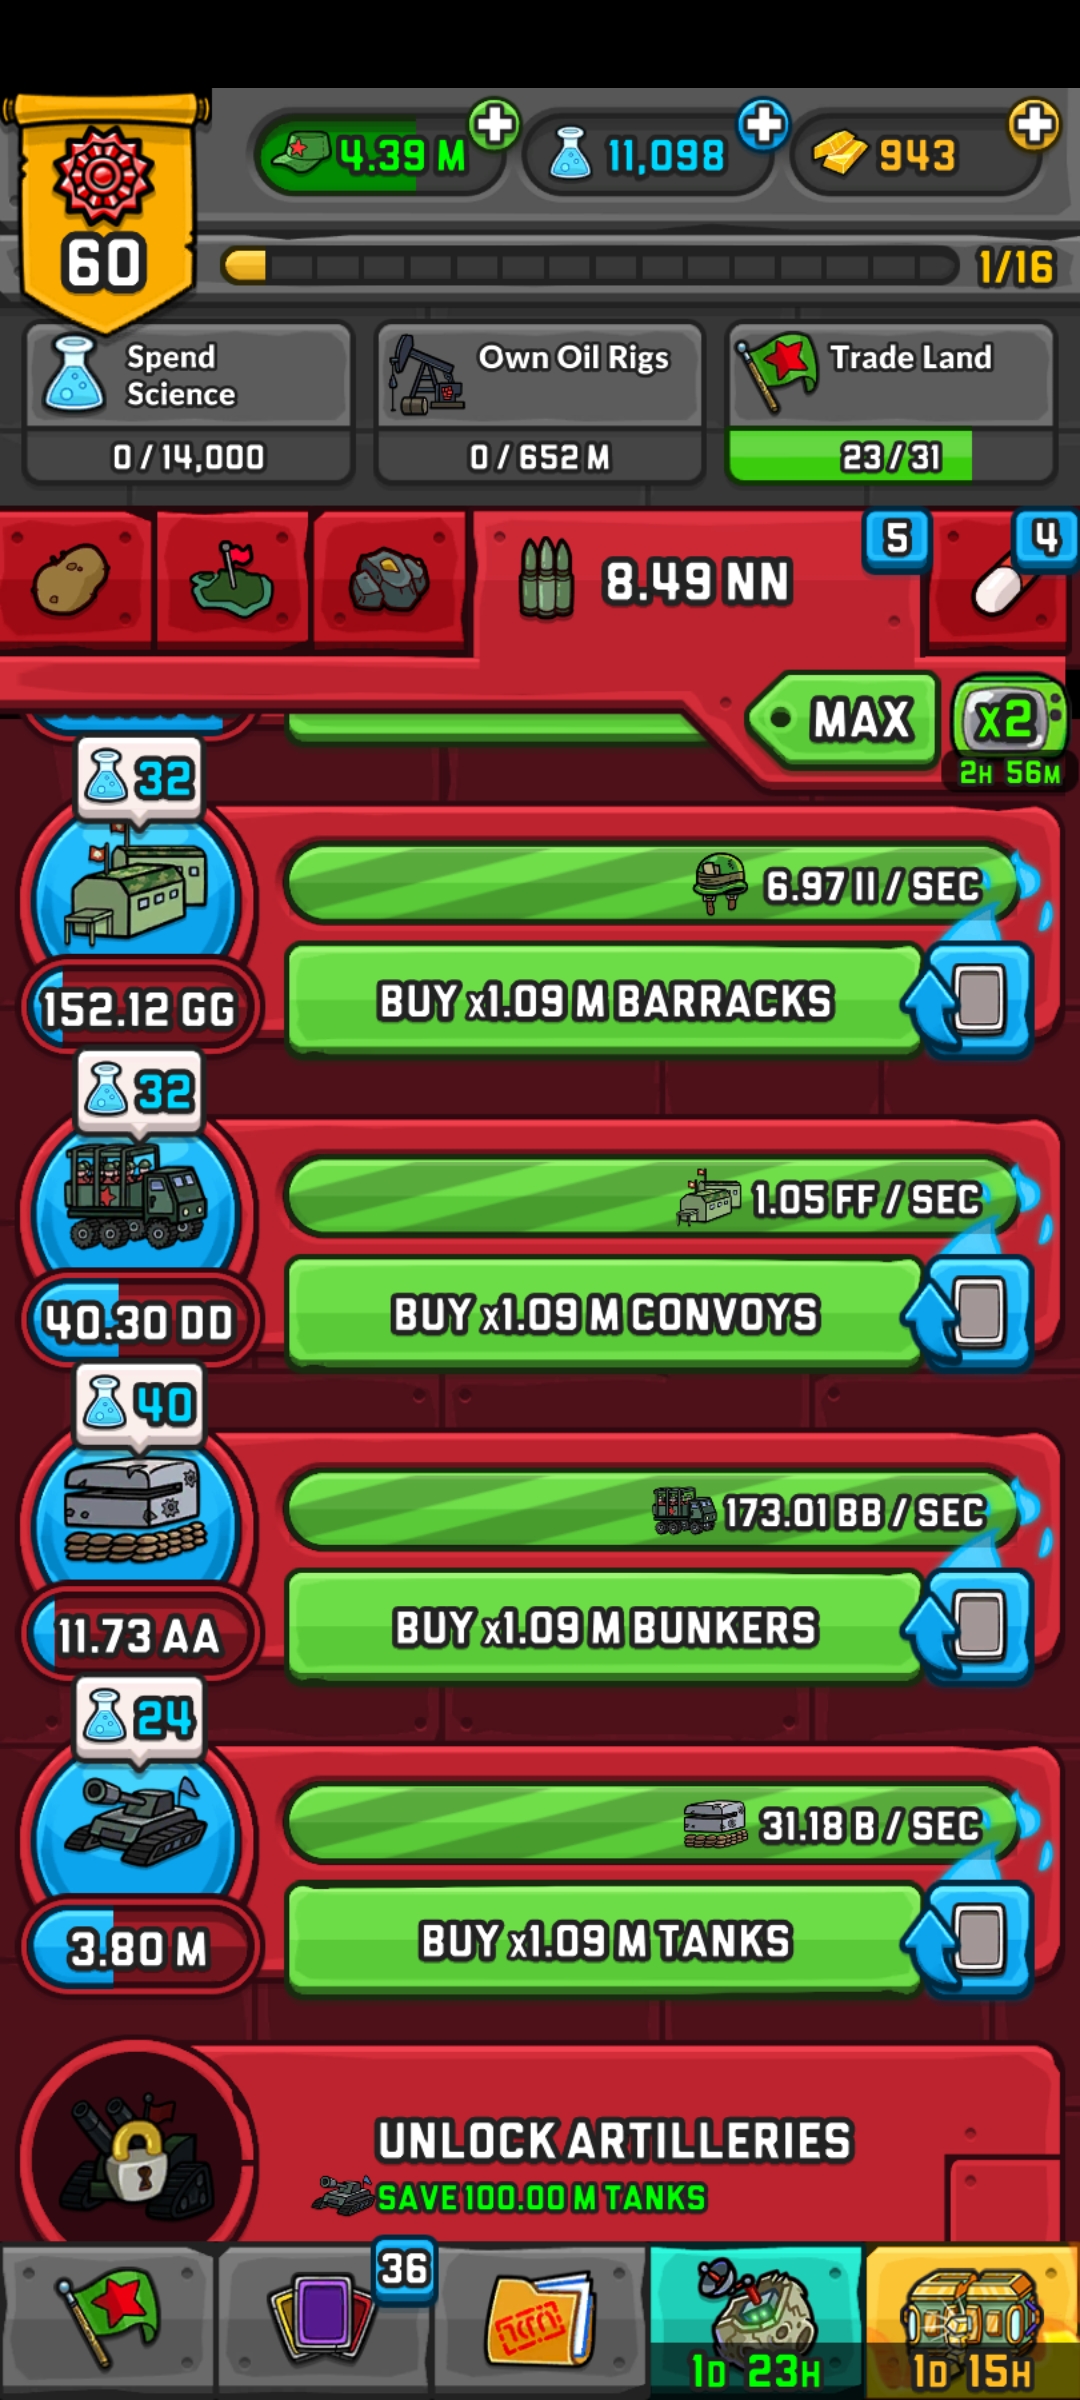 60
4.39 M
11,098
943
1/16
Spend
Science
0 / 14,000
Own Oil Rigs
0 / 652 M
Trade Land
23 / 31
8.49 NN
5
4
MAX
x2
2H 56M
32
6.97 II / SEC
BUY x1.09 M BARRACKS
152.12 GG
32
1.05 FF / SEC
BUY x1.09 M CONVOYS
40.30 DD
40
173.01 BB / SEC
BUY x1.09 M BUNKERS
11.73 AA
24
31.18 B / SEC
BUY x1.09 M TANKS
3.80 M
UNLOCK ARTILLERIES
SAVE 100.00 M TANKS
36
1D 23H
1D 15H